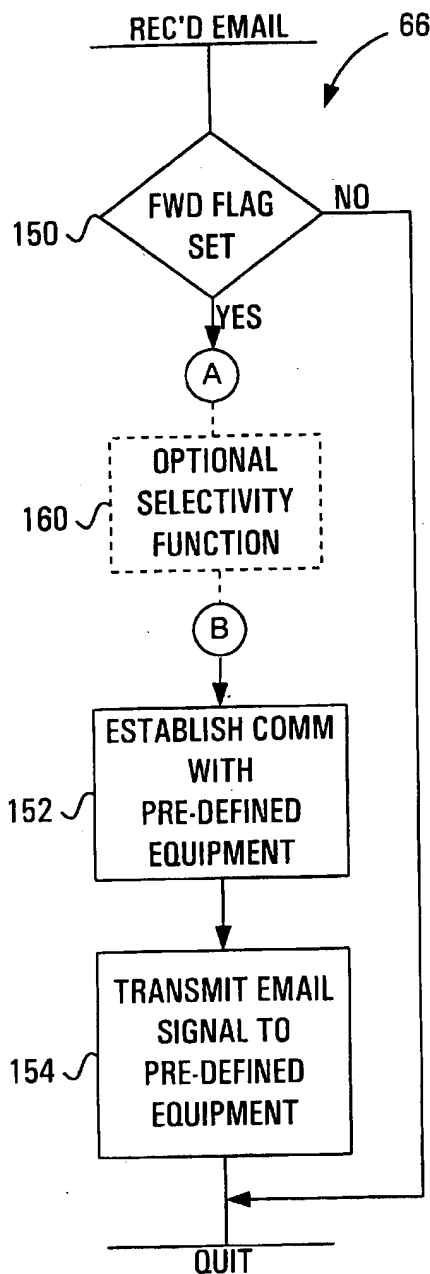 REC'D EMAIL
66
FWD FLAG
SET
NO
150
YES
A
OPTIONAL
SELECTIVITY
FUNCTION
160
B
ESTABLISH COMM
WITH
PRE-DEFINED
EQUIPMENT
152
TRANSMIT EMAIL
SIGNAL TO
PRE-DEFINED
EQUIPMENT
154
QUIT